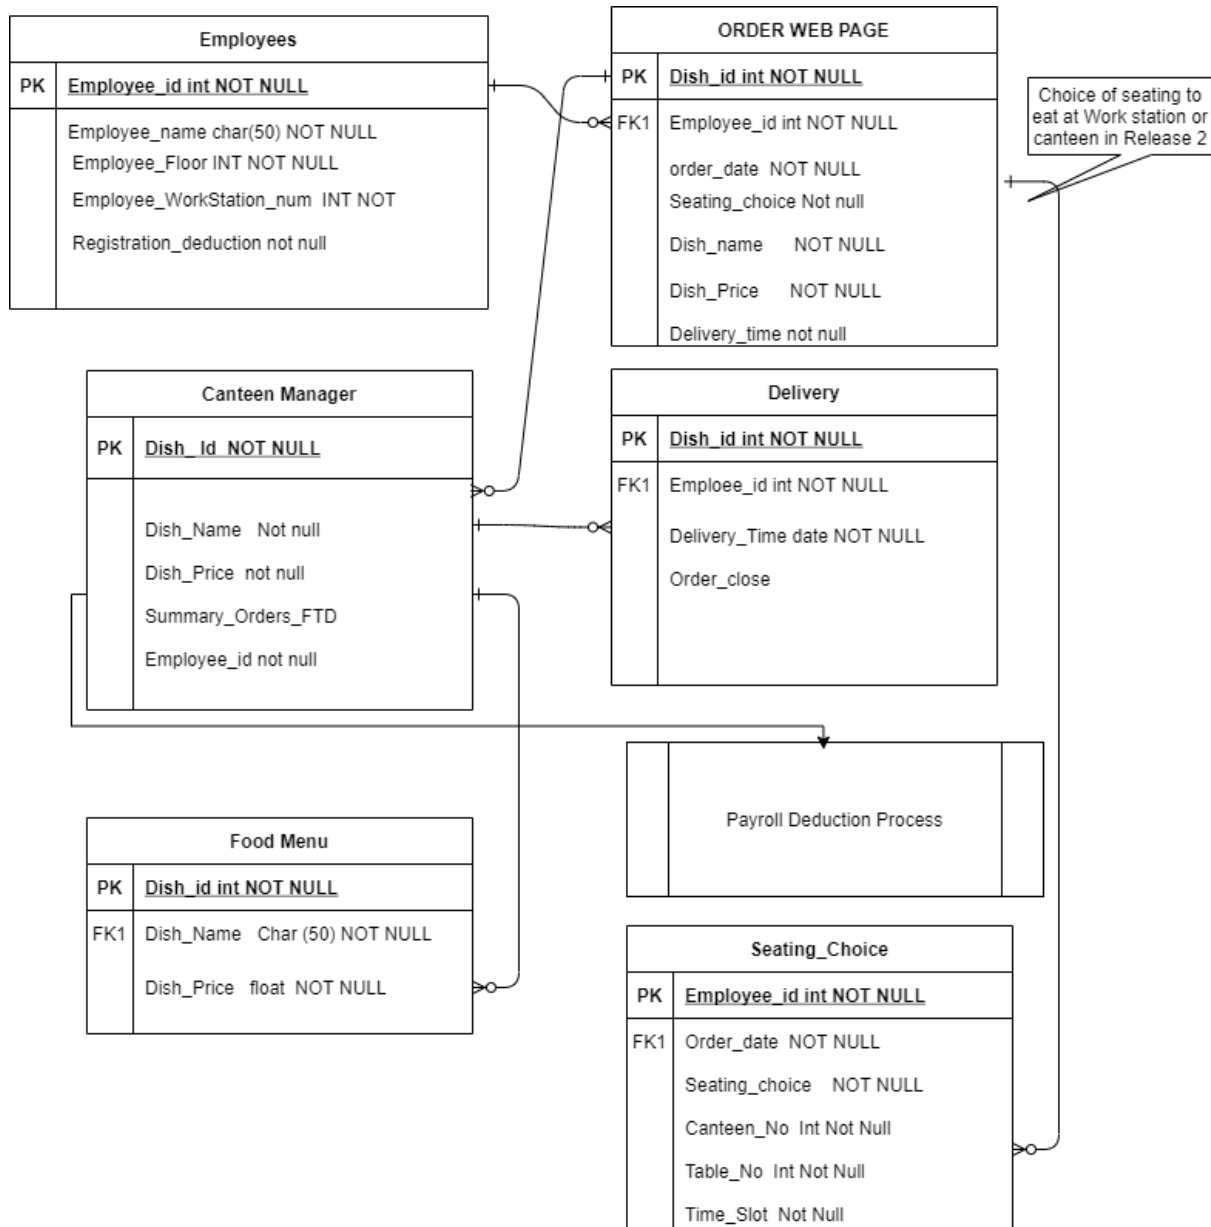 Employees
PK Employee_id int NOT NULL
Employee_name char(50) NOT NULL
Employee_Floor INT NOT NULL
Employee_WorkStation_num INT NOT
Registration_deduction not null
ORDER WEB PAGE
PK Dish_id int NOT NULL
FK1 Employee_id int NOT NULL
order_date NOT NULL
Seating_choice Not null
Dish_name NOT NULL
Dish_Price NOT NULL
Delivery_time not null
Choice of seating to
eat at Work station or
canteen in Release 2
Canteen Manager
PK Dish_ Id NOT NULL
Dish_Name Not null
Dish_Price not null
Summary_Orders_FTD
Employee_id not null
Delivery
PK Dish_id int NOT NULL
FK1 Emploee_id int NOT NULL
Delivery_Time date NOT NULL
Order_close
Payroll Deduction Process
Food Menu
PK Dish_id int NOT NULL
FK1 Dish_Name Char (50) NOT NULL
Dish_Price float NOT NULL
Seating_Choice
PK Employee_id int NOT NULL
FK1 Order_date NOT NULL
Seating_choice NOT NULL
Canteen_No Int Not Null
Table_No Int Not Null
Time_Slot Not Null